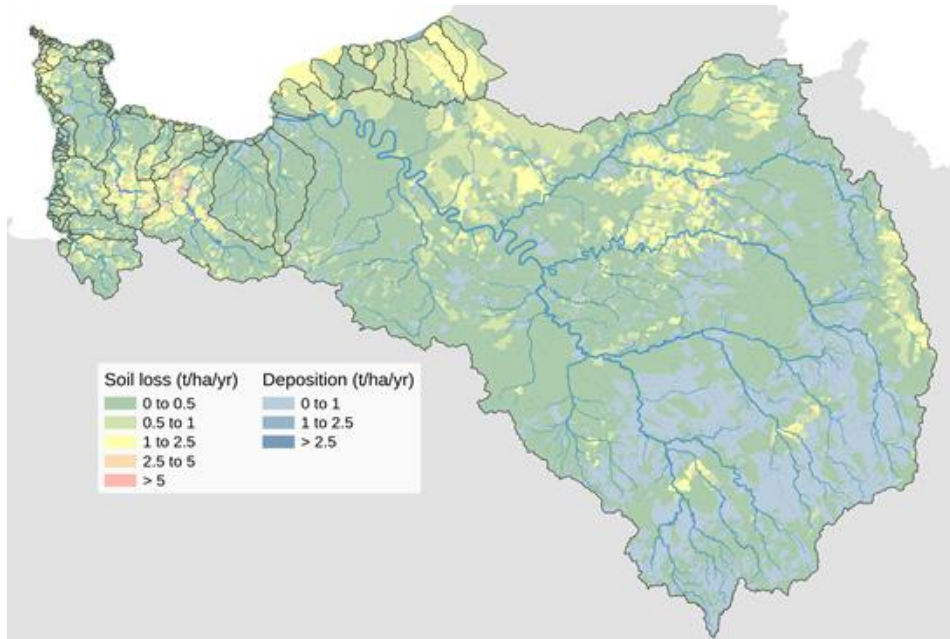 Soil loss (t/ha/yr)
0 to 0.5
0.5 to 1
1 to 2.5
2.5 to 5
> 5
Deposition (t/ha/yr)
0 to 1
1 to 2.5
> 2.5